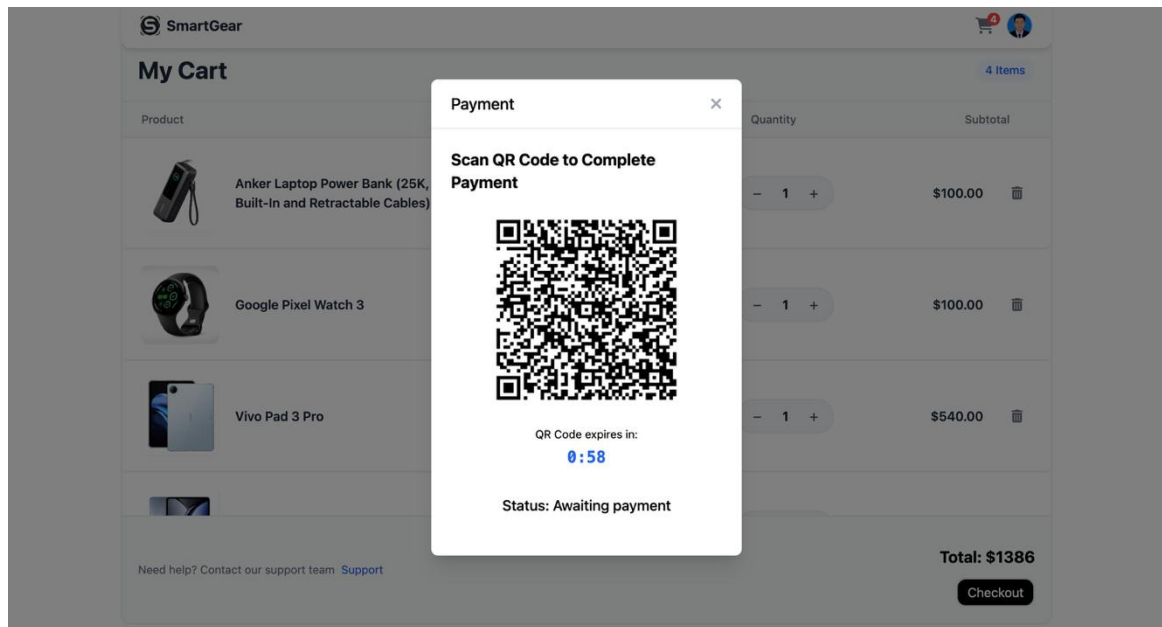 SmartGear
4
My Cart
4 Items
Product
Quantity
Subtotal
Payment
×
Scan QR Code to Complete
Payment
Anker Laptop Power Bank (25K,
Built-In and Retractable Cables)
− 1 +
$100.00
Google Pixel Watch 3
− 1 +
$100.00
Vivo Pad 3 Pro
− 1 +
$540.00
QR Code expires in:
0:58
Status: Awaiting payment
Need help? Contact our support team Support
Total: $1386
Checkout